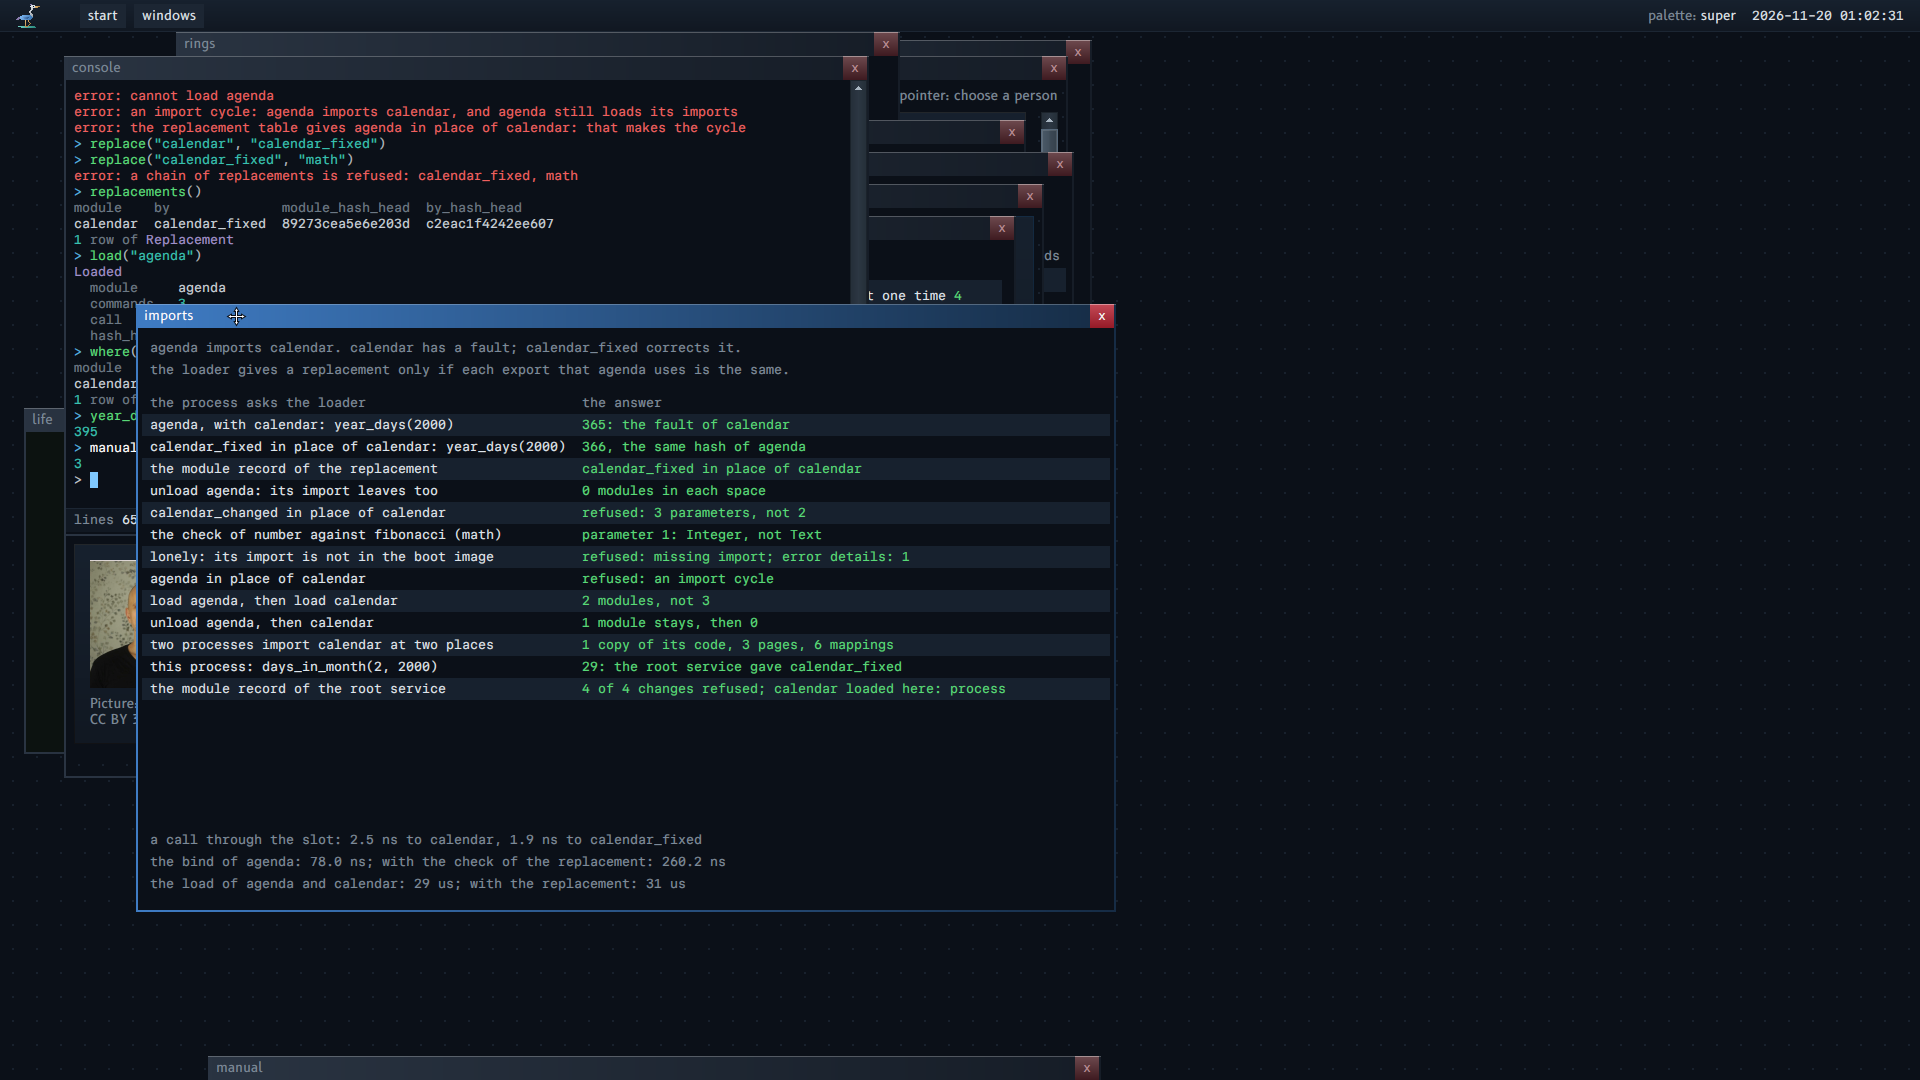 start windows palette: super 2026-11-20 01:02:31
rings x
x
console x
x
error: cannot load agenda
pointer: choose a person
error: an import cycle: agenda imports calendar, and agenda still loads its imports
error: the replacement table gives agenda in place of calendar: that makes the cycle
x
> replace("calendar", "calendar_fixed")
> replace("calendar_fixed", "math")
x
error: a chain of replacements is refused: calendar_fixed, math
> replacements()
x
module by module_hash_head by_hash_head
calendar calendar_fixed 89273cea5e6e203d c2eac1f4242ee607
x
1 row of Replacement
> load("agenda")
ds
Loaded
module agenda
t one time 4
commands 3
call
hash_h
> where(
module
calendar
1 row of
> year_d
395
> manual
3
>
lines 65
life
Picture
CC BY 3
imports x
agenda imports calendar. calendar has a fault; calendar_fixed corrects it.
the loader gives a replacement only if each export that agenda uses is the same.
the process asks the loader the answer
agenda, with calendar: year_days(2000) 365: the fault of calendar
calendar_fixed in place of calendar: year_days(2000) 366, the same hash of agenda
the module record of the replacement calendar_fixed in place of calendar
unload agenda: its import leaves too 0 modules in each space
calendar_changed in place of calendar refused: 3 parameters, not 2
the check of number against fibonacci (math) parameter 1: Integer, not Text
lonely: its import is not in the boot image refused: missing import; error details: 1
agenda in place of calendar refused: an import cycle
load agenda, then load calendar 2 modules, not 3
unload agenda, then calendar 1 module stays, then 0
two processes import calendar at two places 1 copy of its code, 3 pages, 6 mappings
this process: days_in_month(2, 2000) 29: the root service gave calendar_fixed
the module record of the root service 4 of 4 changes refused; calendar loaded here: process
a call through the slot: 2.5 ns to calendar, 1.9 ns to calendar_fixed
the bind of agenda: 78.0 ns; with the check of the replacement: 260.2 ns
the load of agenda and calendar: 29 us; with the replacement: 31 us
manual x